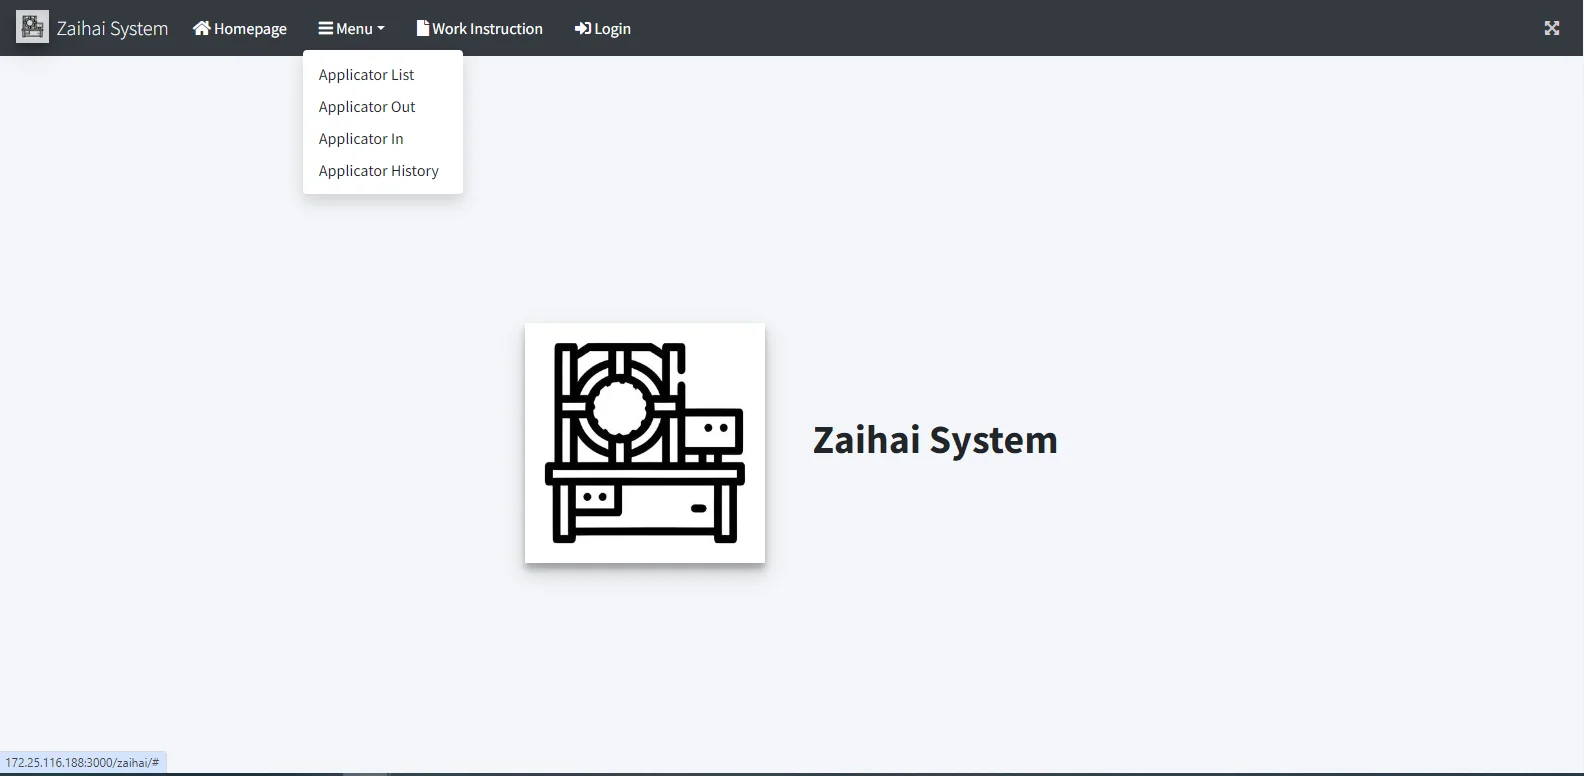 Zaihai System Homepage Menu Work Instruction Login
Applicator List
Applicator Out
Applicator In
Applicator History
Zaihai System
172.25.116.188:3000/zaihai/#